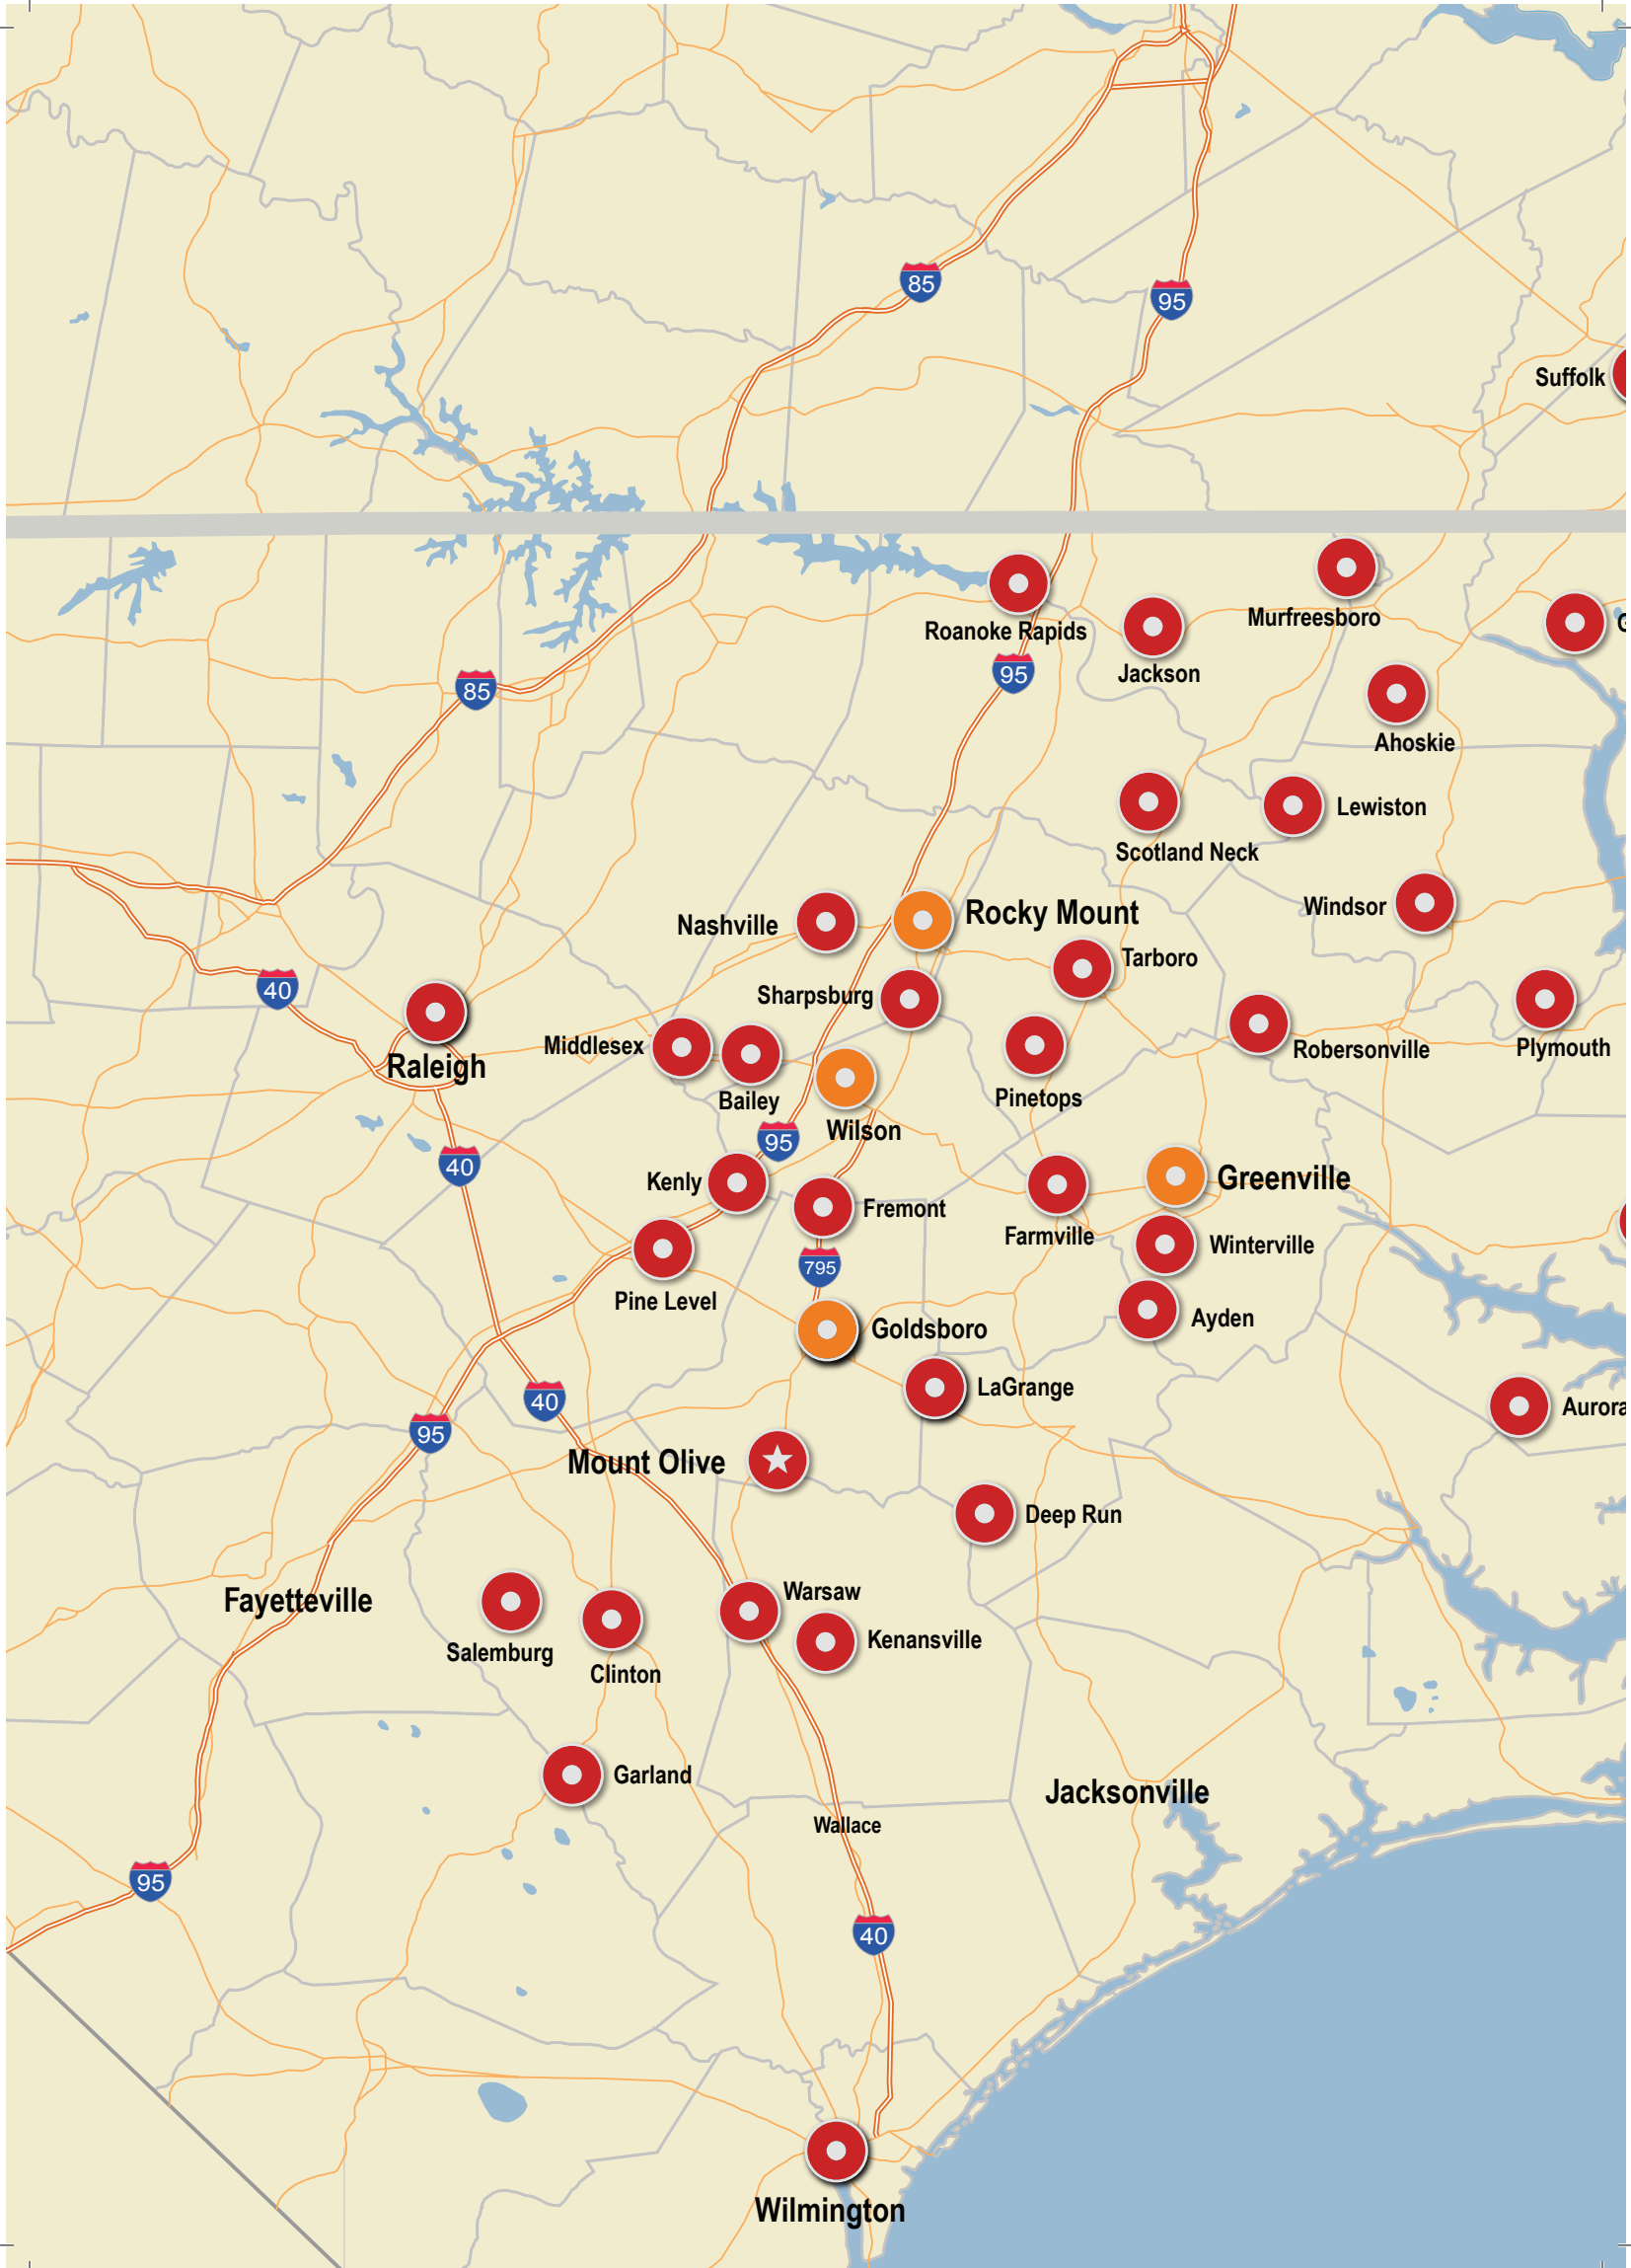 85
95
Suffolk
Roanoke Rapids
Murfreesboro
G
95
Jackson
85
Ahoskie
Lewiston
Scotland Neck
Windsor
Nashville
Rocky Mount
Tarboro
40
Sharpsburg
Middlesex
Robersonville
Plymouth
Raleigh
Bailey
Pinetops
Wilson
95
40
Kenly
Greenville
Fremont
Farmville
Winterville
795
Pine Level
Ayden
Goldsboro
LaGrange
40
Aurora
95
Mount Olive
Deep Run
Warsaw
Fayetteville
Kenansville
Salemburg
Clinton
Garland
Jacksonville
Wallace
95
40
Wilmington